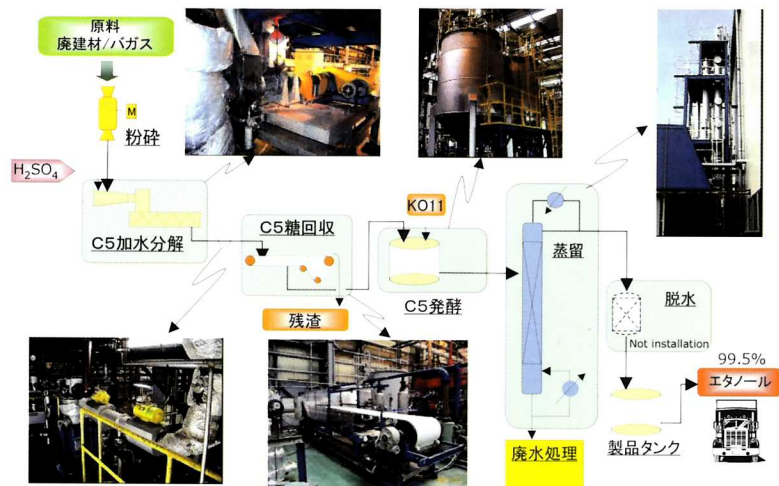 原料
廃建材/バガス
M
粉砕
H₂SO₄
C5加水分解
C5糖回収
残渣
KO11
C5発酵
蒸留
廃水処理
脱水
Not installation
製品タンク
99.5%
エタノール